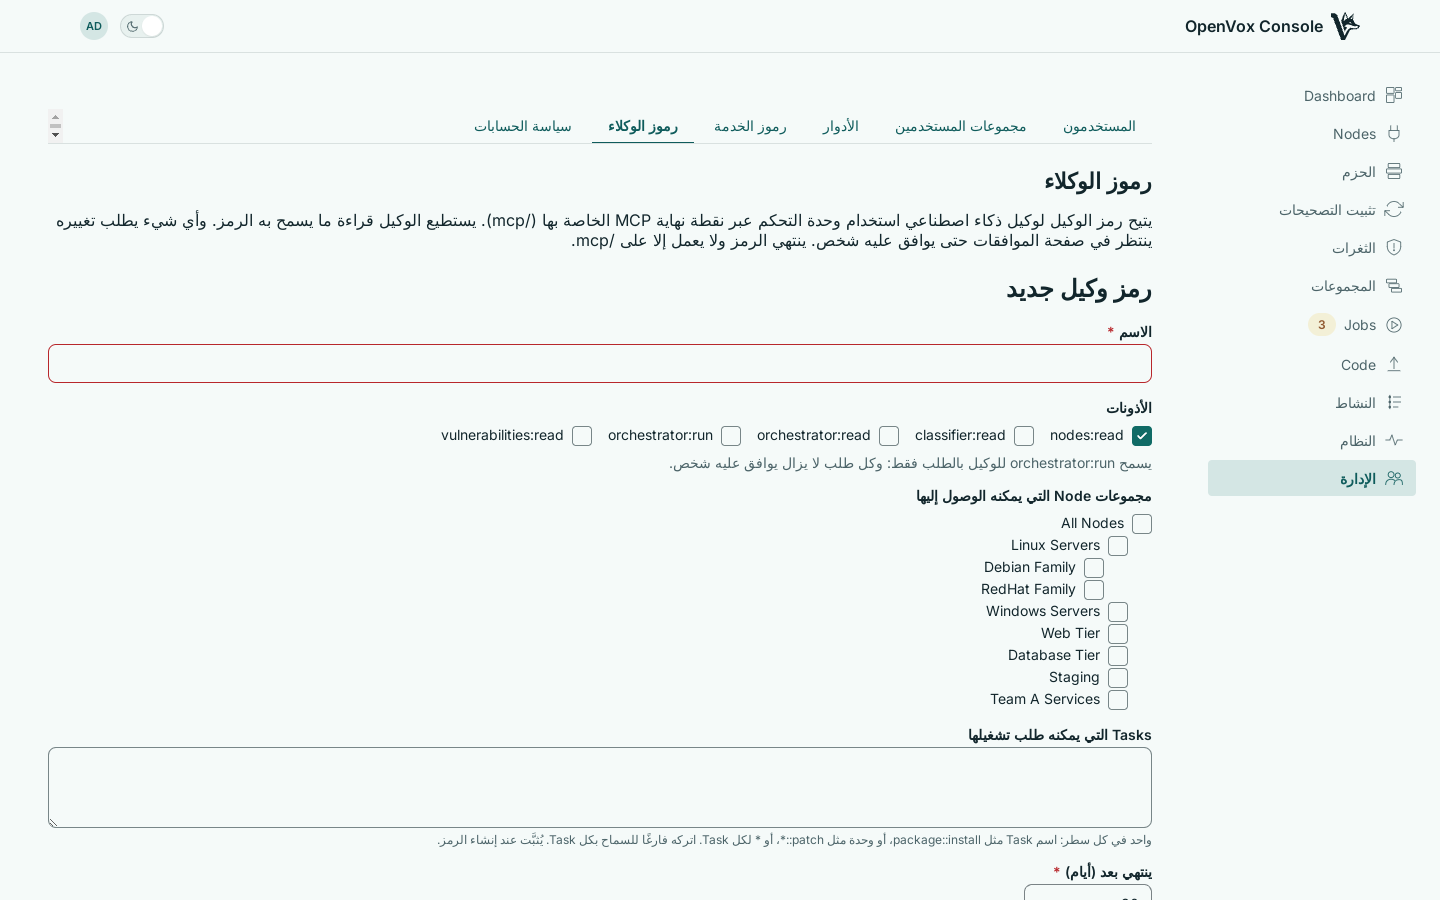 OpenVox Console
AD
Dashboard
Nodes
الحزم
تثبيت التصحيحات
الثغرات
المجموعات
Jobs 3
Code
النشاط
النظام
الإدارة
المستخدمون
مجموعات المستخدمين
الأدوار
رموز الخدمة
رموز الوكلاء
سياسة الحسابات
رموز الوكلاء
يتيح رمز الوكيل لوكيل ذكاء اصطناعي استخدام وحدة التحكم عبر نقطة نهاية MCP الخاصة بها (/mcp). يستطيع الوكيل قراءة ما يسمح به الرمز. وأي شيء يطلب تغييره
ينتظر في صفحة الموافقات حتى يوافق عليه شخص. ينتهي الرمز ولا يعمل إلا على /mcp.
رمز وكيل جديد
الاسم *
الأذونات
nodes:read
classifier:read
orchestrator:read
orchestrator:run
vulnerabilities:read
يسمح orchestrator:run للوكيل بالطلب فقط: وكل طلب لا يزال يوافق عليه شخص.
مجموعات Node التي يمكنه الوصول إليها
All Nodes
Linux Servers
Debian Family
RedHat Family
Windows Servers
Web Tier
Database Tier
Staging
Team A Services
Tasks التي يمكنه طلب تشغيلها
واحد في كل سطر: اسم Task مثل package::install، أو وحدة مثل patch::*، أو * لكل Task. اتركه فارغًا للسماح بكل Task. يُثبَّت عند إنشاء الرمز.
ينتهي بعد (أيام) *